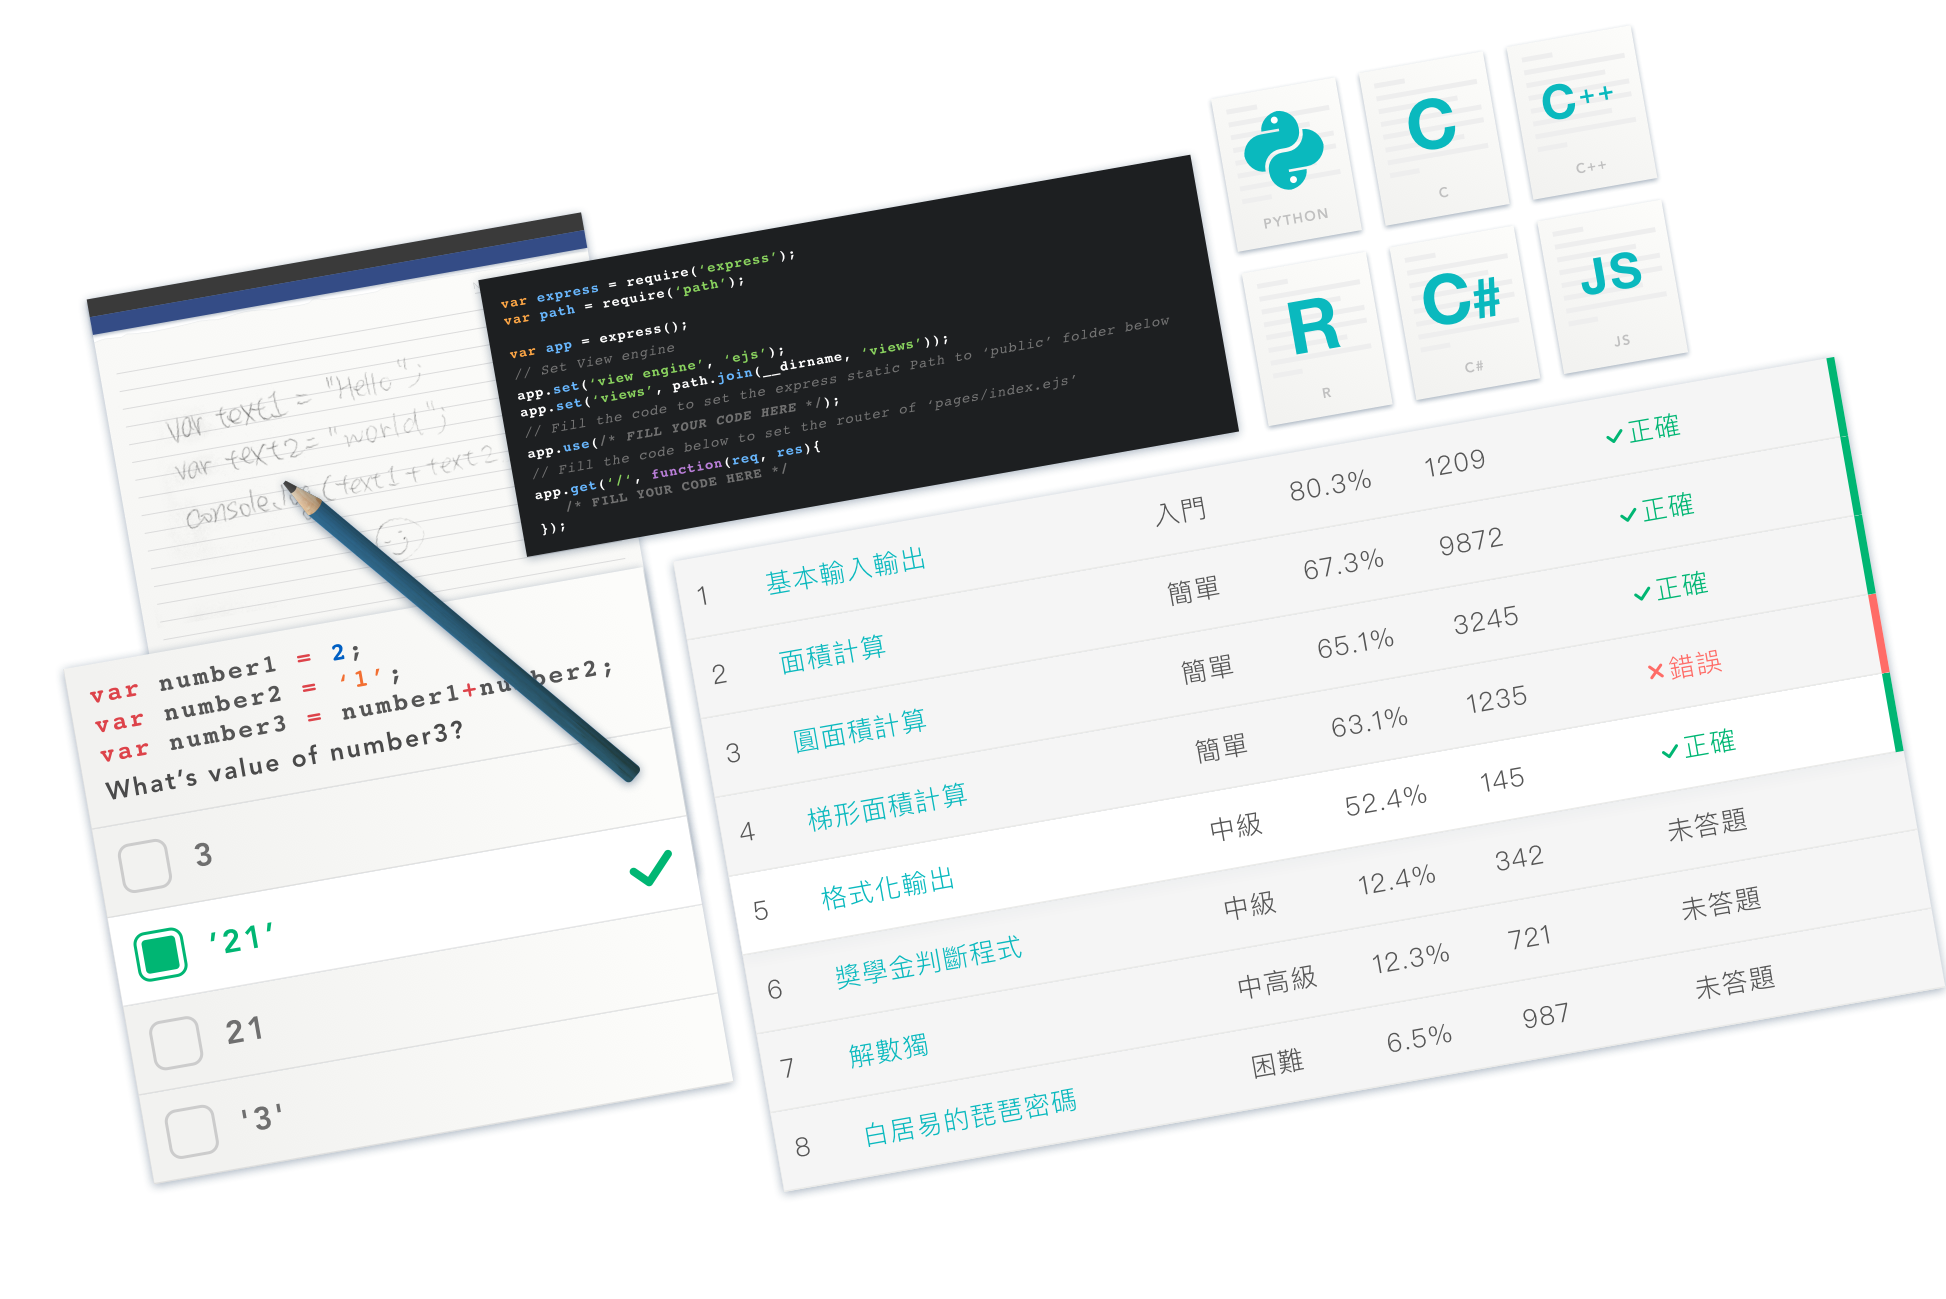 PYTHON
C
C
C++
C++
R
R
C#
C#
JS
JS
var text1 = "Hello";
var text2 = "world";
console.log(text1 + text2
var express = require(‘express’);
var path = require(‘path’);
var app = express();
// Set View engine
app.set(‘view engine’, ‘ejs’);
app.set(‘views’, path.join(__dirname, ‘views’));
// Fill the code to set the express static Path to ‘public’ folder below
app.use(/* FILL YOUR CODE HERE */);
// Fill the code below to set the router of ‘pages/index.ejs’
app.get(‘/’, function(req, res){
/* FILL YOUR CODE HERE */
});
var number1 = 2;
var number2 = ‘1’;
var number3 = number1+number2;
What’s value of number3?
3
’21’
21
'3'
1 基本輸入輸出 入門 80.3% 1209 正確
2 面積計算 簡單 67.3% 9872 正確
3 圓面積計算 簡單 65.1% 3245 正確
4 梯形面積計算 簡單 63.1% 1235 錯誤
5 格式化輸出 中級 52.4% 145 正確
6 獎學金判斷程式 中級 12.4% 342 未答題
7 解數獨 中高級 12.3% 721 未答題
8 白居易的琵琶密碼 困難 6.5% 987 未答題